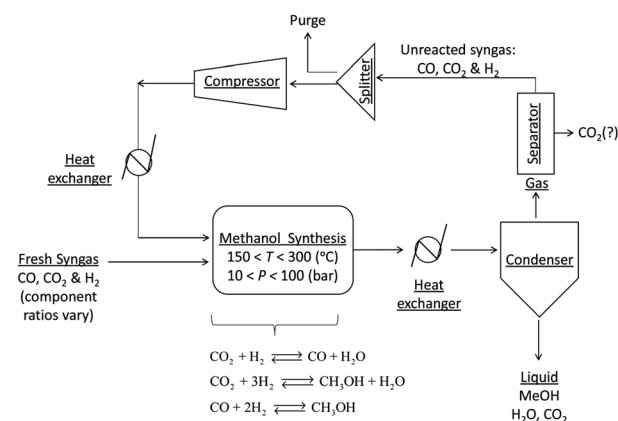 Purge
Unreacted syngas:
CO, CO₂ & H₂
Splitter
Compressor
Separator
CO₂(?)
Heat
exchanger
Gas
Methanol Synthesis
150 < T < 300 (°C)
10 < P < 100 (bar)
Condenser
Fresh Syngas
CO, CO₂ & H₂
(component
ratios vary)
Heat
exchanger
CO₂ + H₂ ⇄ CO + H₂O
CO₂ + 3H₂ ⇄ CH₃OH + H₂O
CO + 2H₂ ⇄ CH₃OH
Liquid
MeOH
H₂O, CO₂